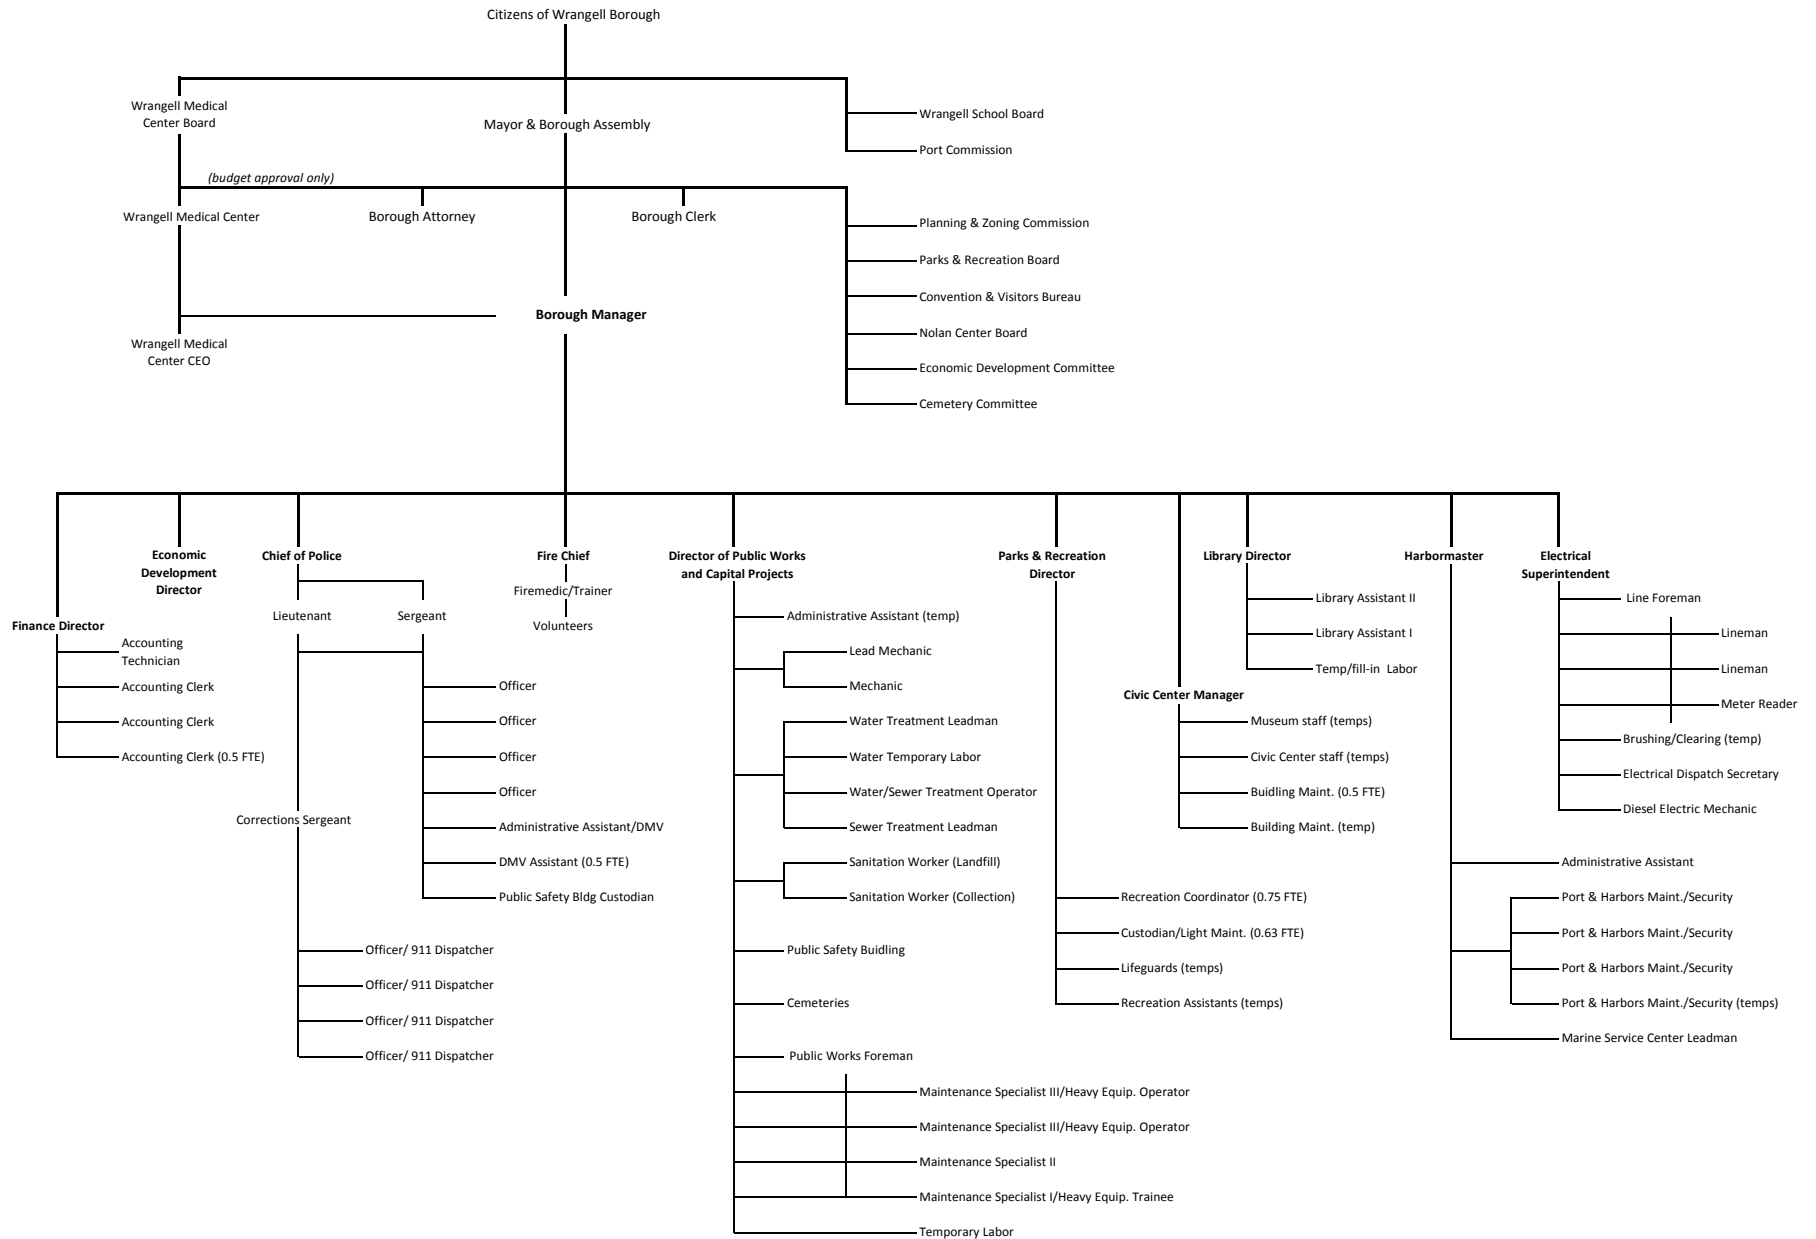 Citizens of Wrangell Borough
Wrangell Medical
Center Board
Mayor & Borough Assembly
Wrangell School Board
Port Commission
(budget approval only)
Wrangell Medical Center
Borough Attorney
Borough Clerk
Planning & Zoning Commission
Parks & Recreation Board
Convention & Visitors Bureau
Nolan Center Board
Economic Development Committee
Cemetery Committee
Borough Manager
Wrangell Medical
Center CEO
Finance Director
Accounting
Technician
Accounting Clerk
Accounting Clerk
Accounting Clerk (0.5 FTE)
Economic
Development
Director
Chief of Police
Lieutenant
Sergeant
Officer
Officer
Officer
Officer
Administrative Assistant/DMV
DMV Assistant (0.5 FTE)
Public Safety Bldg Custodian
Corrections Sergeant
Officer/ 911 Dispatcher
Officer/ 911 Dispatcher
Officer/ 911 Dispatcher
Officer/ 911 Dispatcher
Fire Chief
Firemedic/Trainer
Volunteers
Director of Public Works
and Capital Projects
Administrative Assistant (temp)
Lead Mechanic
Mechanic
Water Treatment Leadman
Water Temporary Labor
Water/Sewer Treatment Operator
Sewer Treatment Leadman
Sanitation Worker (Landfill)
Sanitation Worker (Collection)
Public Safety Buidling
Cemeteries
Public Works Foreman
Maintenance Specialist III/Heavy Equip. Operator
Maintenance Specialist III/Heavy Equip. Operator
Maintenance Specialist II
Maintenance Specialist I/Heavy Equip. Trainee
Temporary Labor
Parks & Recreation
Director
Recreation Coordinator (0.75 FTE)
Custodian/Light Maint. (0.63 FTE)
Lifeguards (temps)
Recreation Assistants (temps)
Civic Center Manager
Museum staff (temps)
Civic Center staff (temps)
Buidling Maint. (0.5 FTE)
Building Maint. (temp)
Library Director
Library Assistant II
Library Assistant I
Temp/fill-in Labor
Harbormaster
Administrative Assistant
Port & Harbors Maint./Security
Port & Harbors Maint./Security
Port & Harbors Maint./Security
Port & Harbors Maint./Security (temps)
Marine Service Center Leadman
Electrical
Superintendent
Line Foreman
Lineman
Lineman
Meter Reader
Brushing/Clearing (temp)
Electrical Dispatch Secretary
Diesel Electric Mechanic